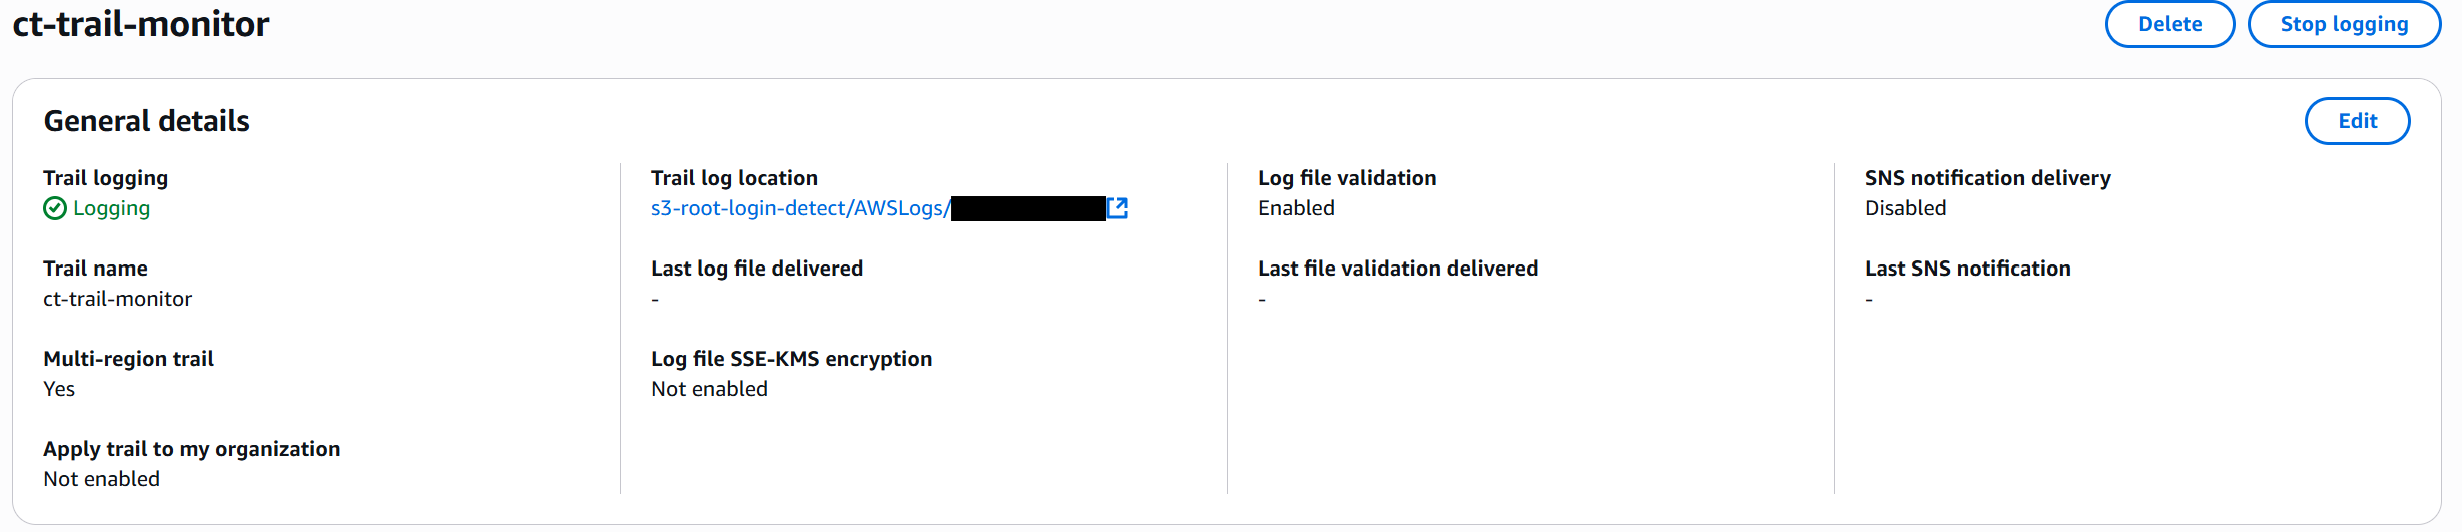 ct-trail-monitor
Delete
Stop logging
General details
Edit
Trail logging
Logging
Trail name
ct-trail-monitor
Multi-region trail
Yes
Apply trail to my organization
Not enabled
Trail log location
s3-root-login-detect/AWSLogs/
Last log file delivered
-
Log file SSE-KMS encryption
Not enabled
Log file validation
Enabled
Last file validation delivered
-
SNS notification delivery
Disabled
Last SNS notification
-